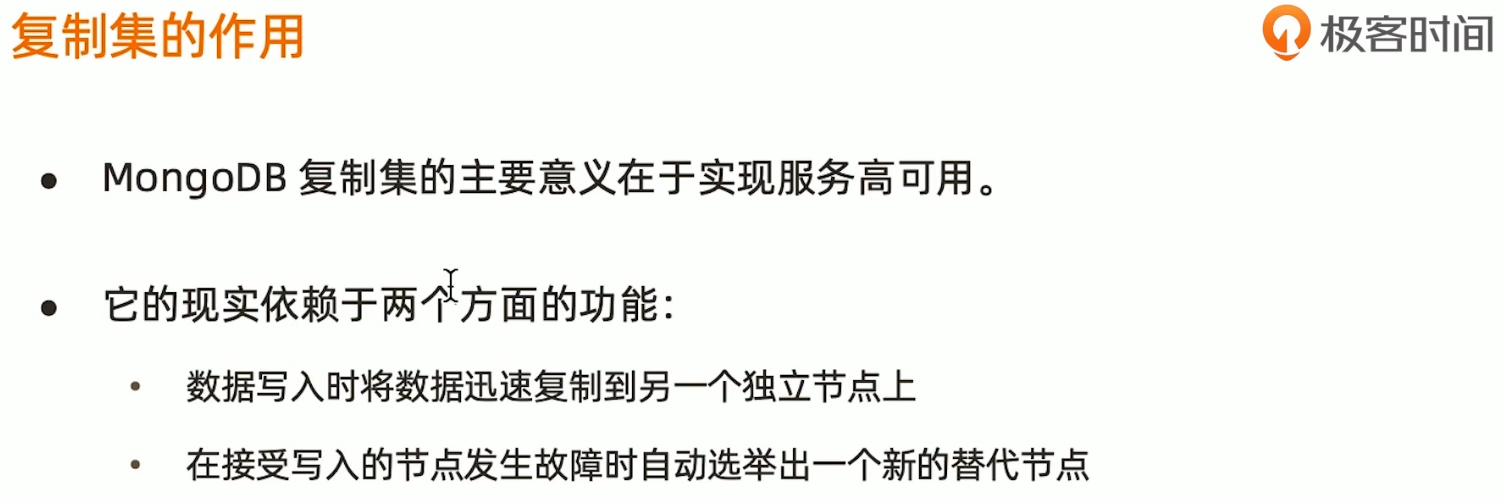 复制集的作用
极客时间
MongoDB 复制集的主要意义在于实现服务高可用。
它的现实依赖于两个方面的功能：
数据写入时将数据迅速复制到另一个独立节点上
在接受写入的节点发生故障时自动选举出一个新的替代节点